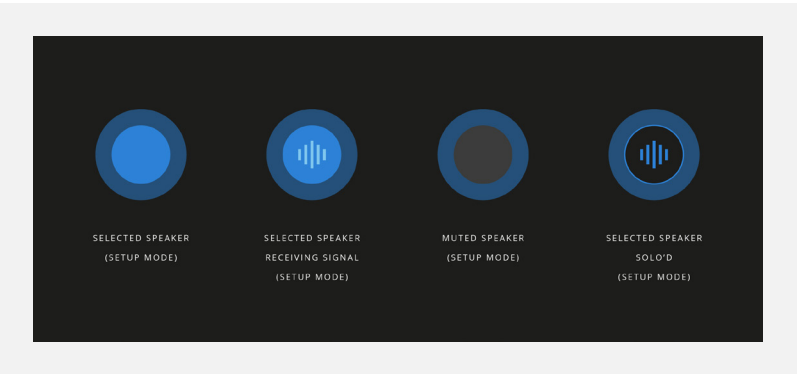 SELECTED SPEAKER
(SETUP MODE)
SELECTED SPEAKER
RECEIVING SIGNAL
(SETUP MODE)
MUTED SPEAKER
(SETUP MODE)
SELECTED SPEAKER
SOLO'D
(SETUP MODE)